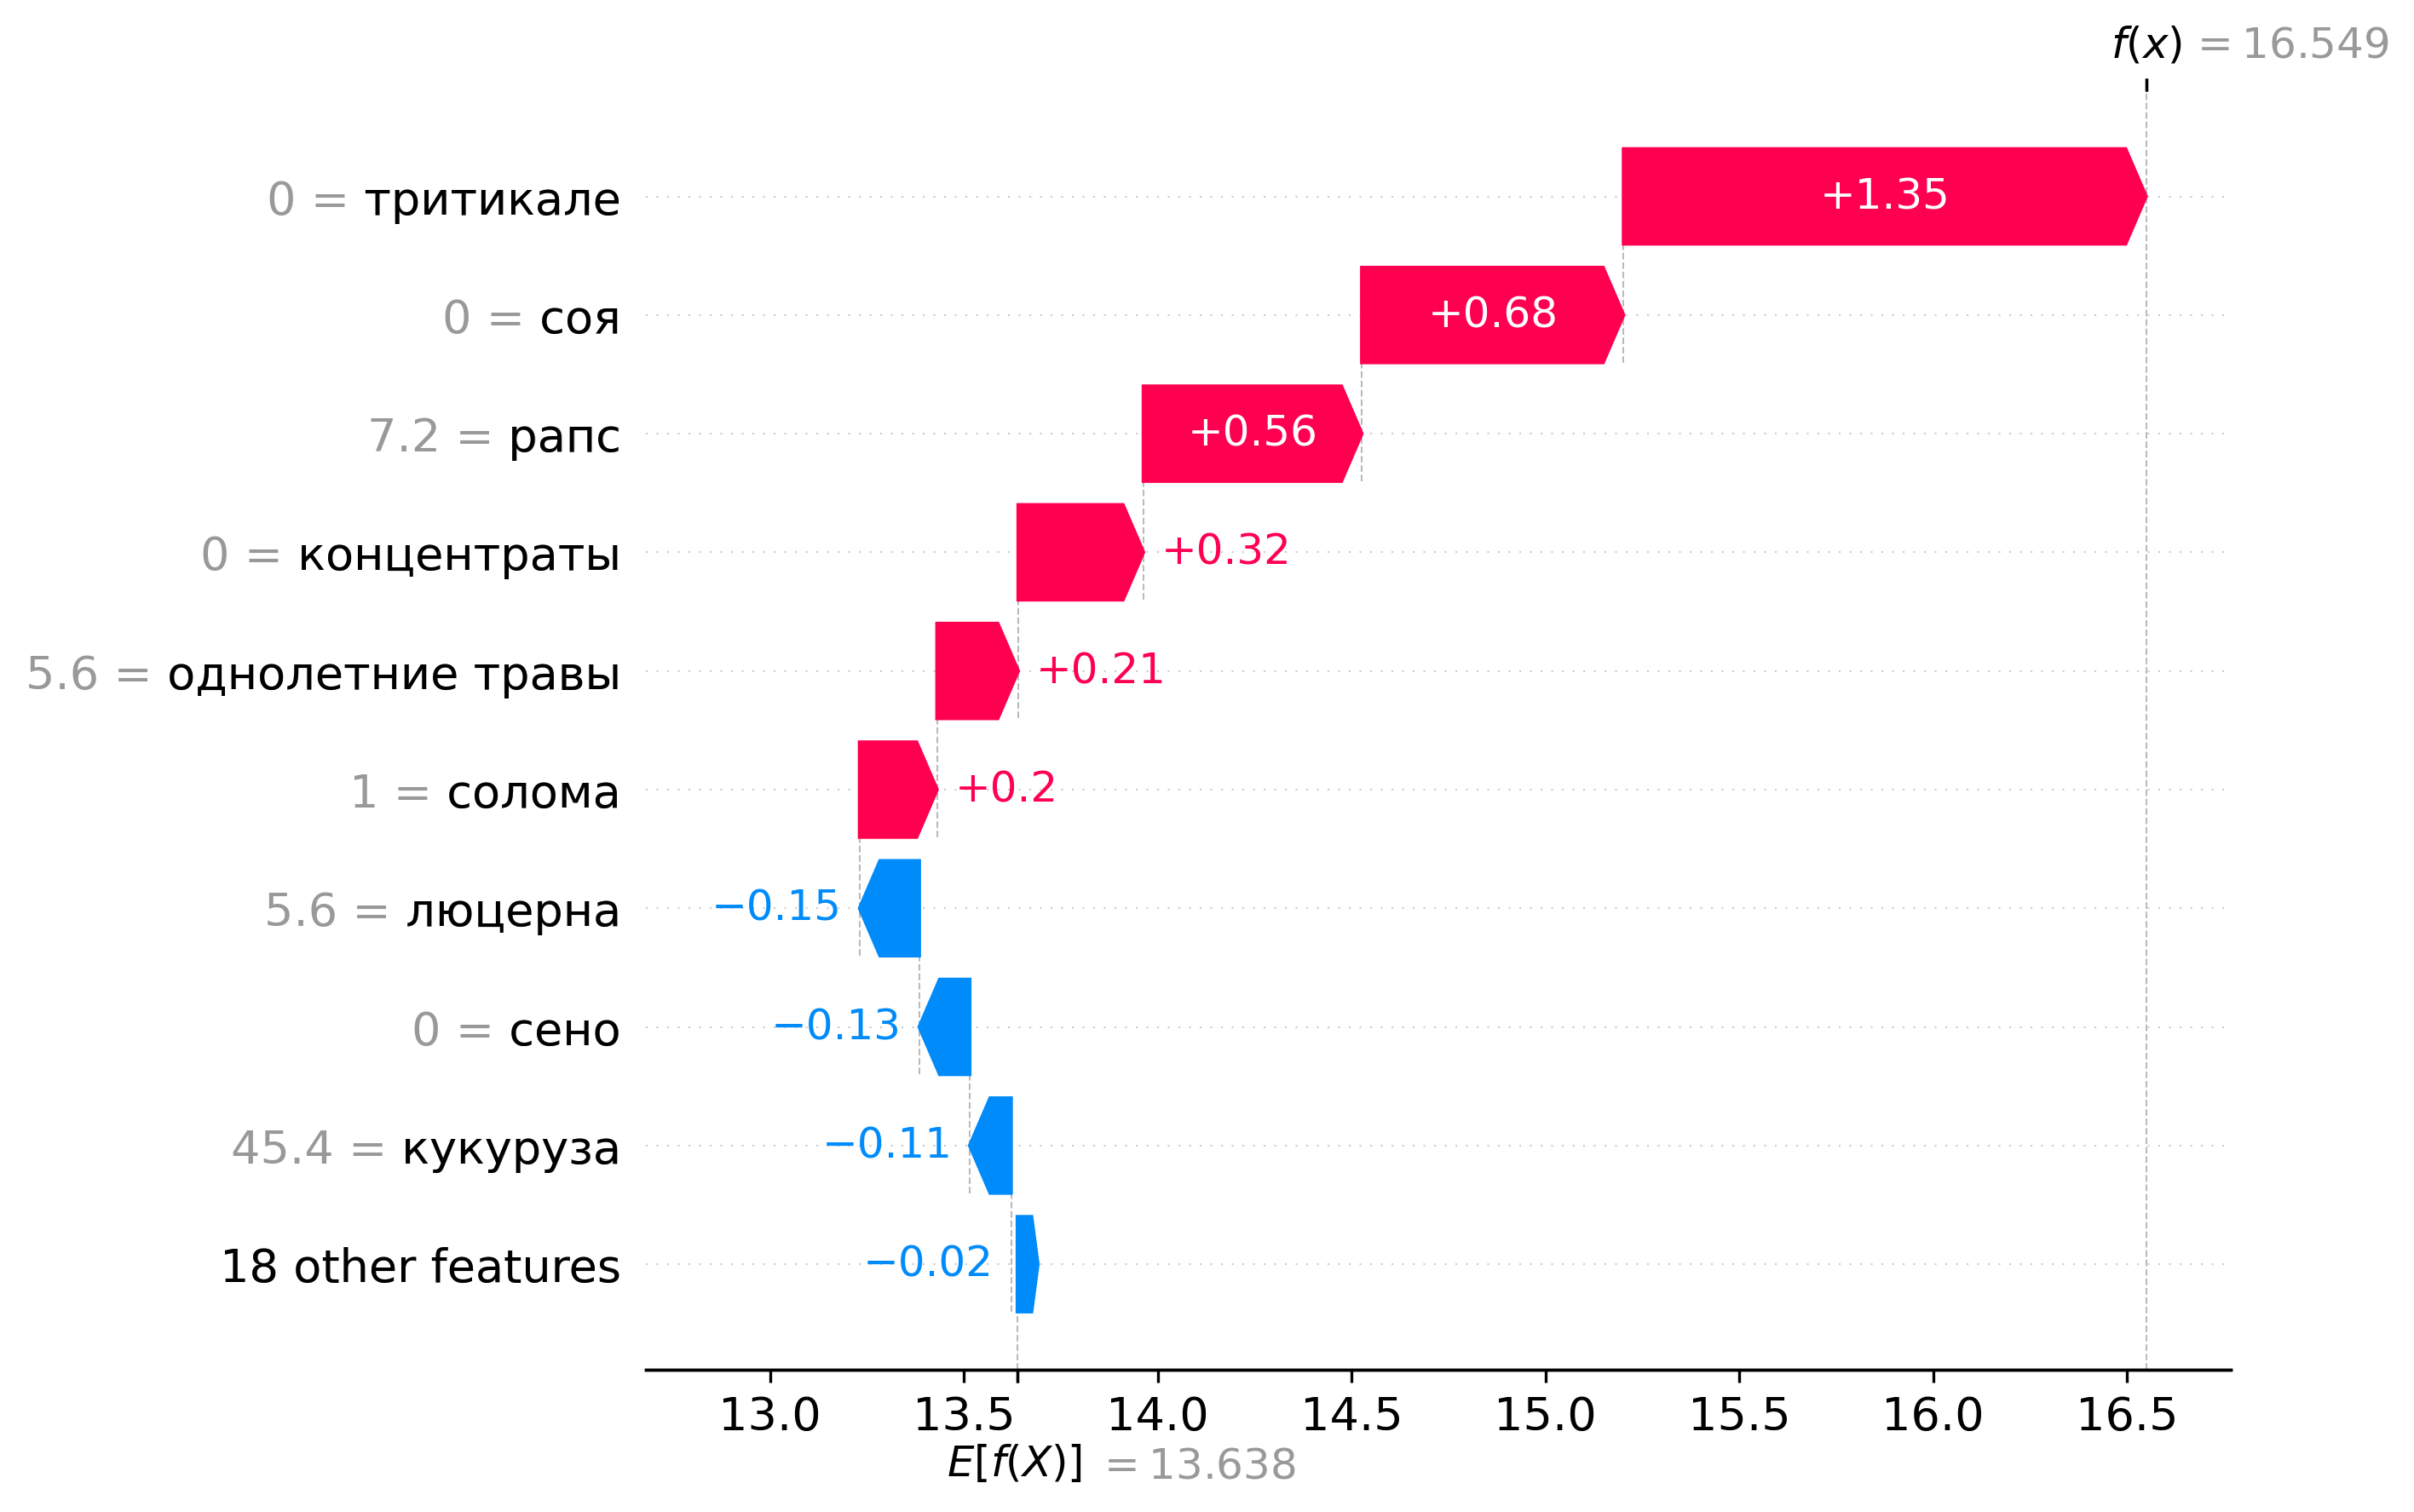 f(x) = 16.549
0 = тритикале +1.35
0 = соя +0.68
7.2 = рапс +0.56
0 = концентраты +0.32
5.6 = однолетние травы +0.21
1 = солома +0.2
5.6 = люцерна −0.15
0 = сено −0.13
45.4 = кукуруза −0.11
18 other features −0.02
13.0 13.5 14.0 14.5 15.0 15.5 16.0 16.5
E[f(X)] = 13.638